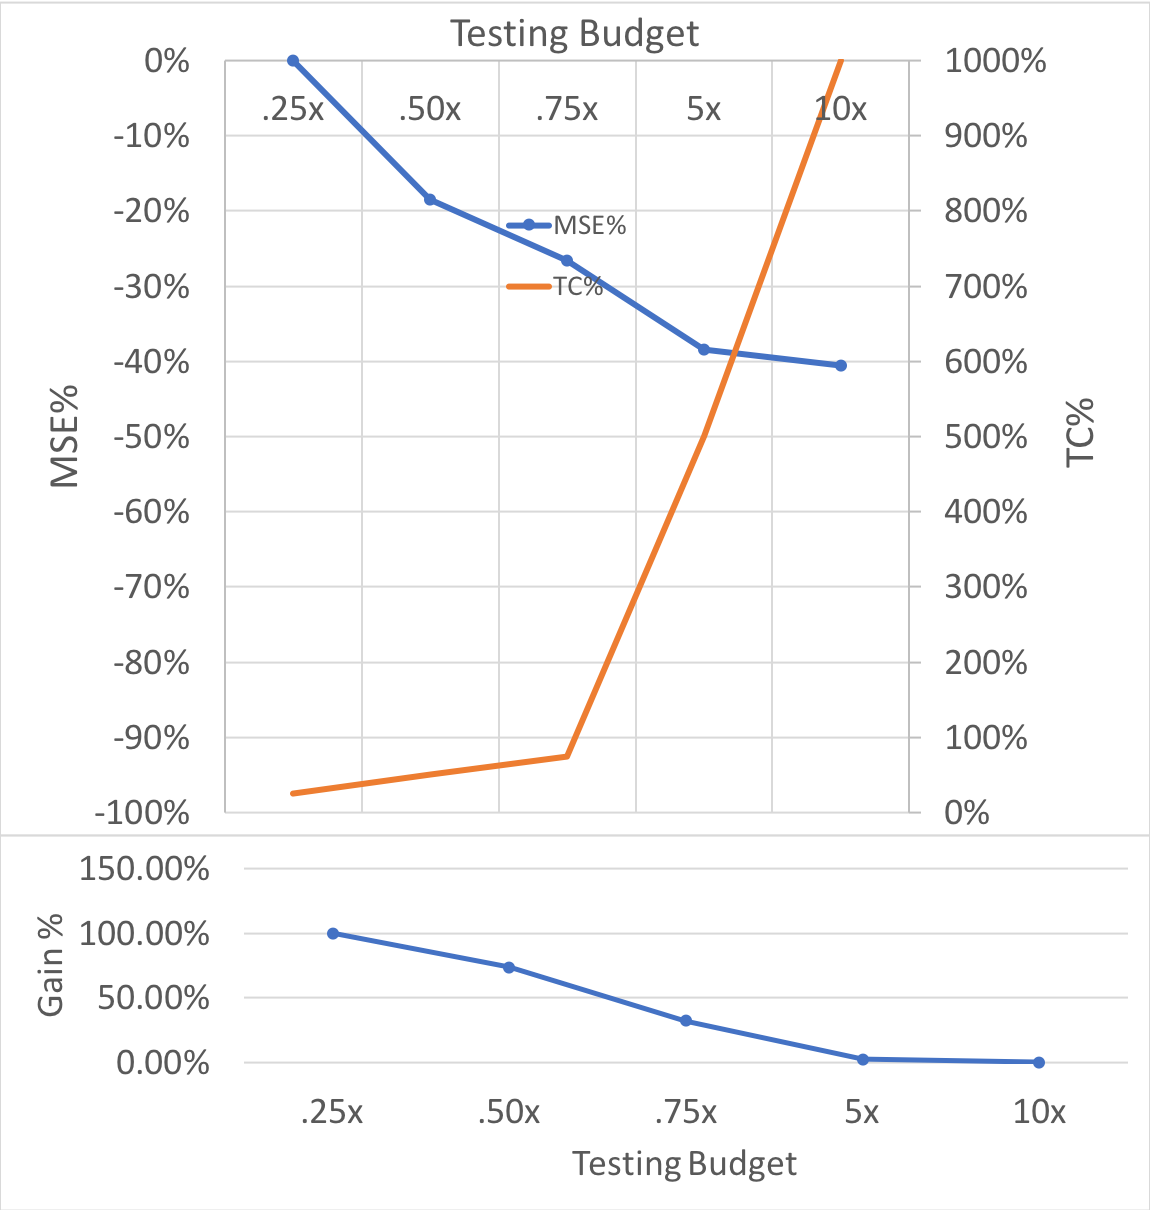 Testing Budget
0%
-10%
-20%
-30%
-40%
-50%
-60%
-70%
-80%
-90%
-100%
MSE%
.25x .50x .75x 5x 10x
MSE%
TC%
1000%
900%
800%
700%
600%
500%
400%
300%
200%
100%
0%
TC%
150.00%
100.00%
50.00%
0.00%
Gain %
.25x .50x .75x 5x 10x
Testing Budget